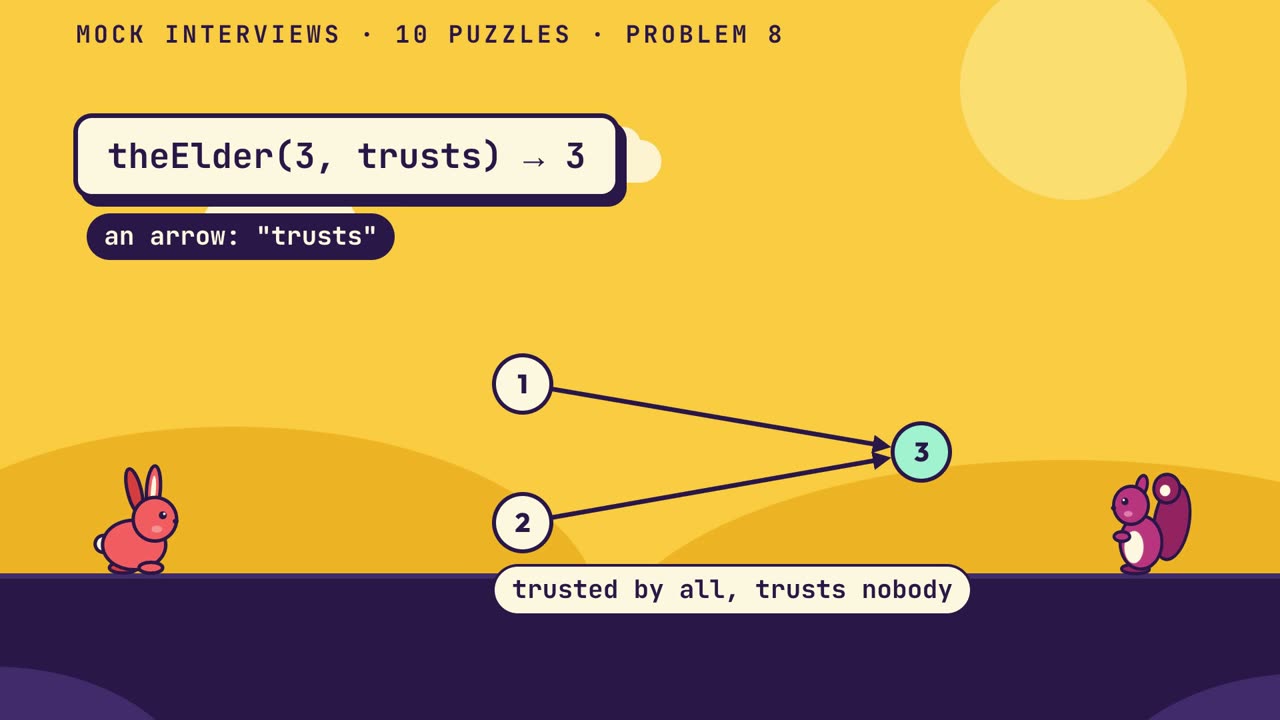 MOCK INTERVIEWS · 10 PUZZLES · PROBLEM 8
theElder(3, trusts) → 3
an arrow: "trusts"
1
3
2
trusted by all, trusts nobody